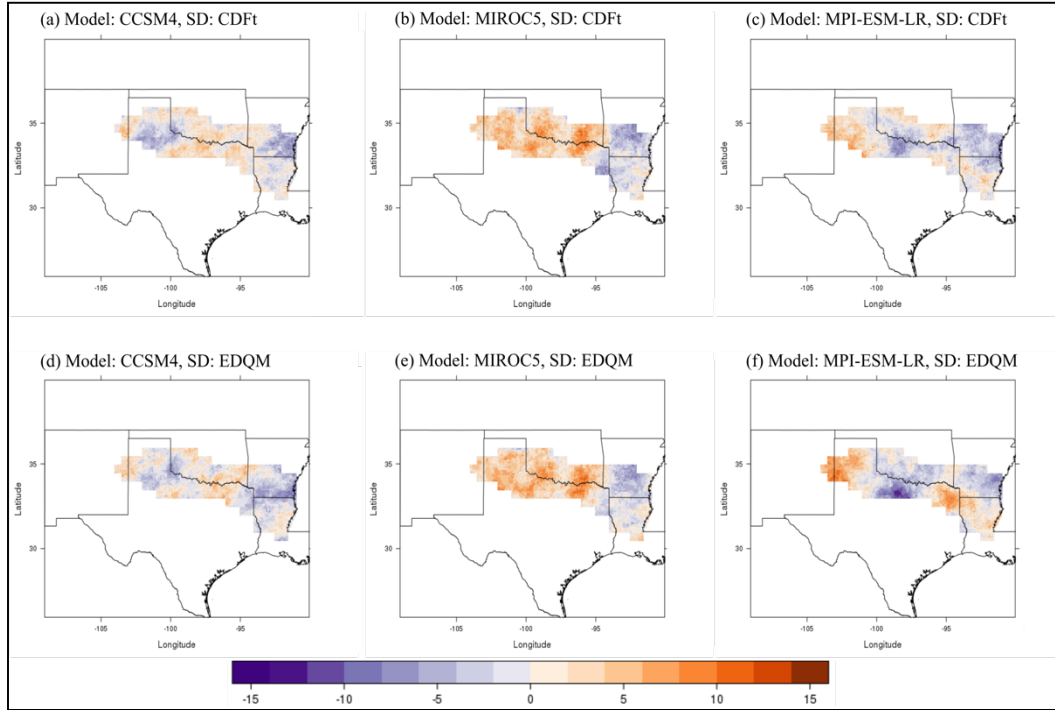 (a) Model: CCSM4, SD: CDFt
(b) Model: MIROC5, SD: CDFt
(c) Model: MPI-ESM-LR, SD: CDFt
Latitude
35
30
-105
-100
-95
Longitude
Latitude
35
30
-105
-100
-95
Longitude
Latitude
35
30
-105
-100
-95
Longitude
(d) Model: CCSM4, SD: EDQM
(e) Model: MIROC5, SD: EDQM
(f) Model: MPI-ESM-LR, SD: EDQM
Latitude
35
30
-105
-100
-95
Longitude
Latitude
35
30
-105
-100
-95
Longitude
Latitude
35
30
-105
-100
-95
Longitude
-15 -10 -5 0 5 10 15